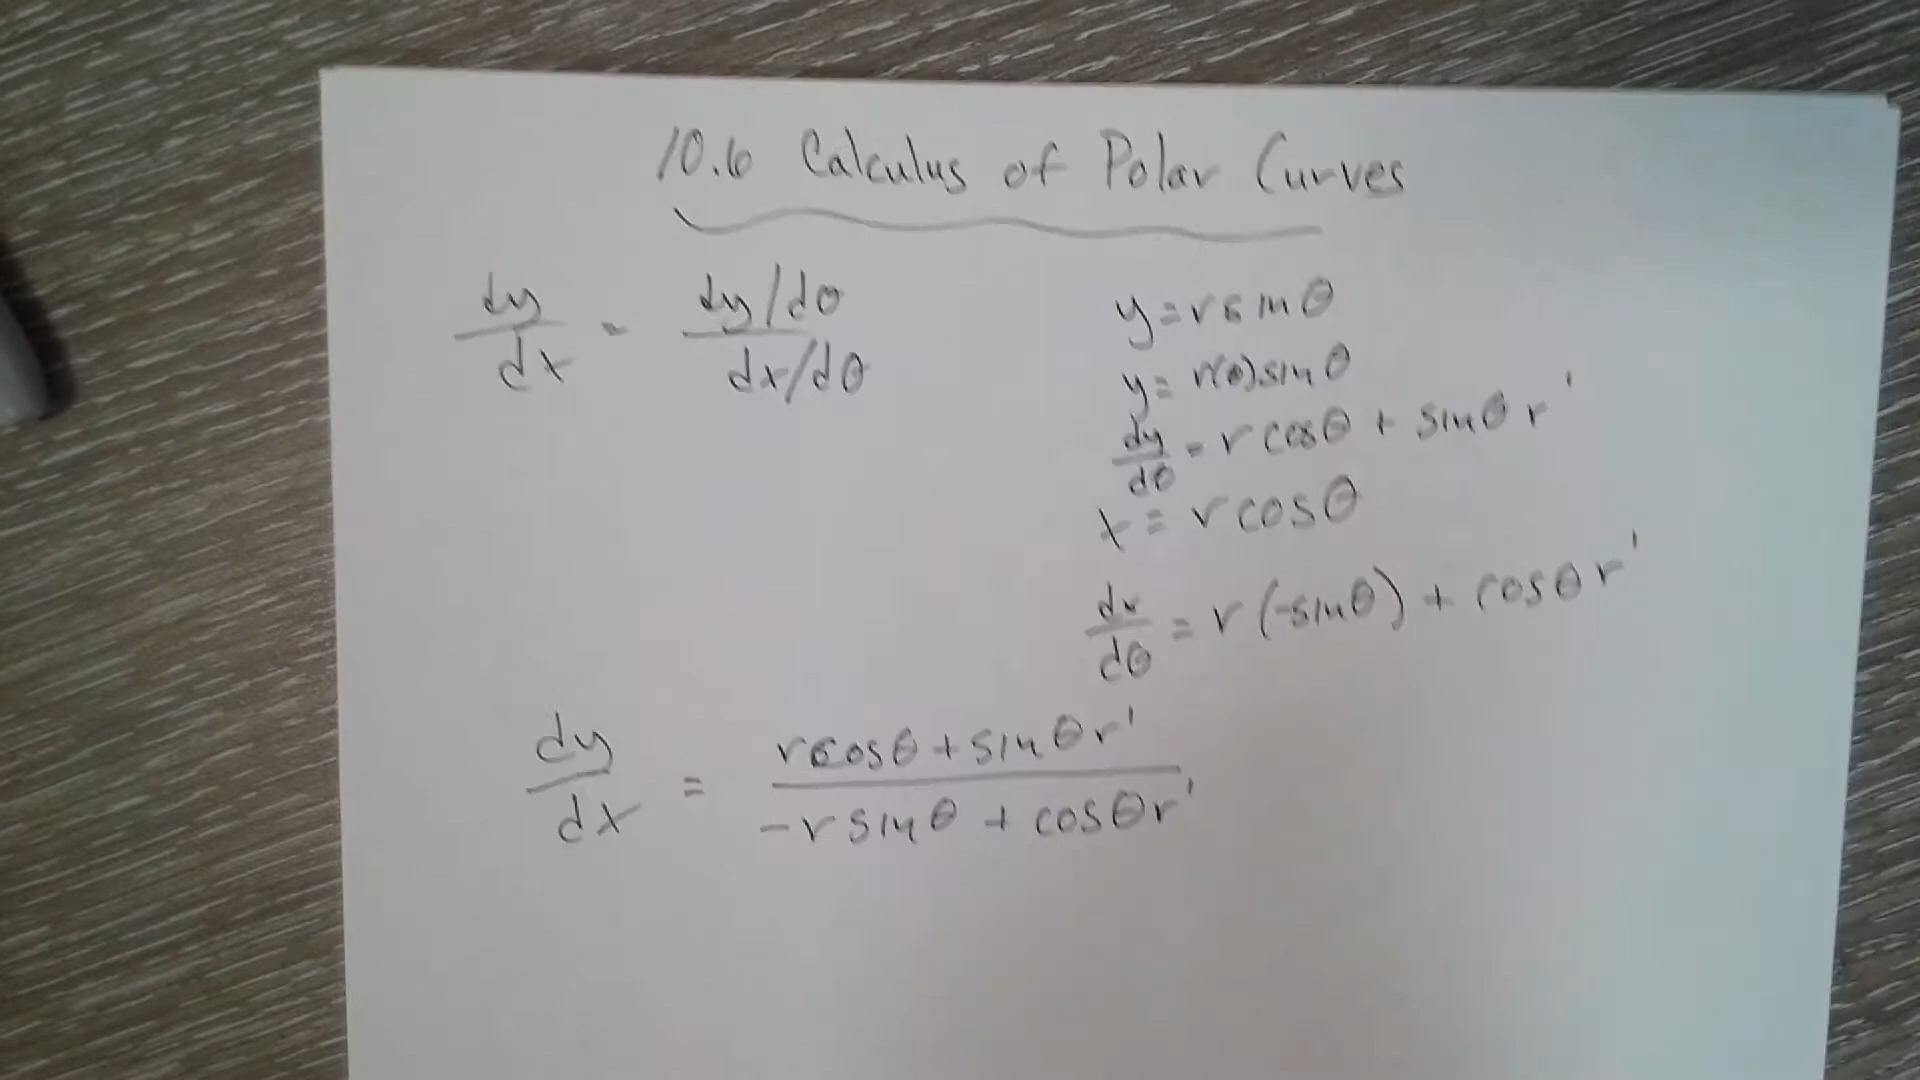 10.6 Calculus of Polar Curves
dy/dx = (dy/dθ)/(dx/dθ)
y = r sin θ
y = r(θ) sin θ
dy/dθ = r cos θ + sin θ r'
x = r cos θ
dx/dθ = r(-sin θ) + cos θ r'
dy/dx = (r cos θ + sin θ r')/(-r sin θ + cos θ r')